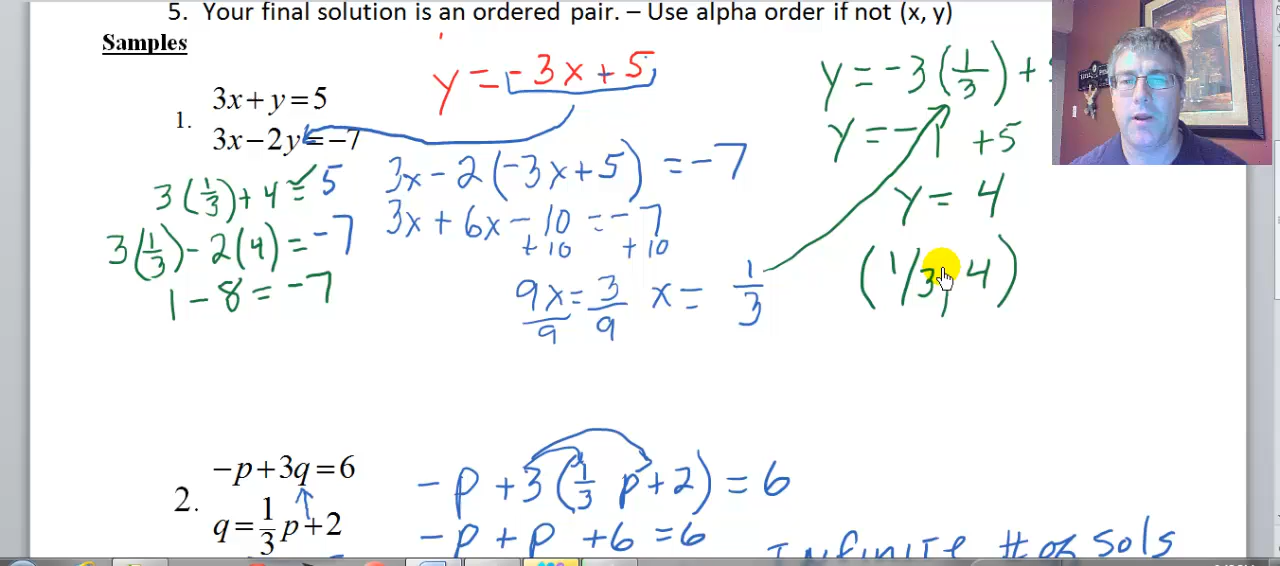 5. Your final solution is an ordered pair. – Use alpha order if not (x, y)
Samples
1.
3x + y = 5
3x − 2y = −7
3(1/3) + 4 = 5
3(1/3) − 2(4) = −7
1 − 8 = −7
y = −3x + 5
3x − 2(−3x + 5) = −7
3x + 6x − 10 = −7
+10 +10
9x/9 = 3/9 x = 1/3
y = −3(1/3) +
y = −1 + 5
y = 4
(1/3, 4)
2.
−p + 3q = 6
q = 1/3 p + 2
−p + 3(1/3 p + 2) = 6
−p + p + 6 = 6
Infinite # of sols